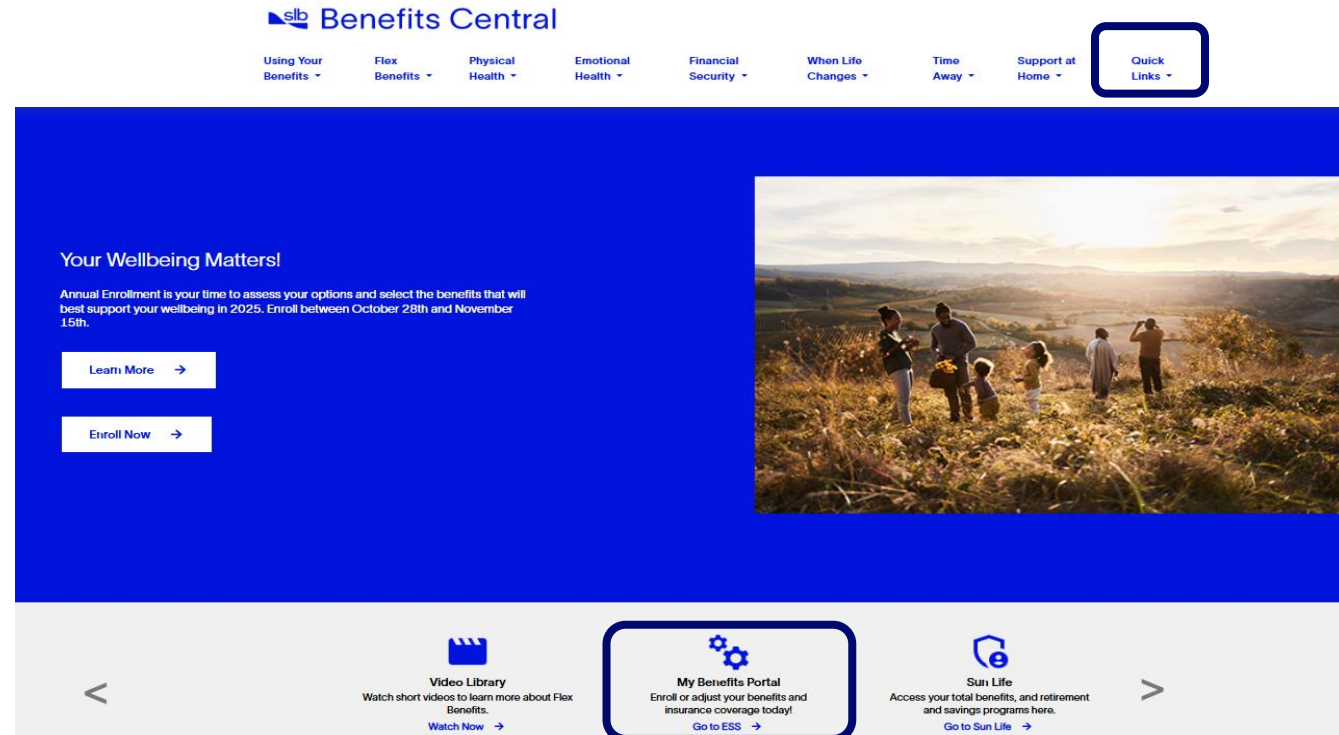 slb Benefits Central
Using Your Benefits
Flex Benefits
Physical Health
Emotional Health
Financial Security
When Life Changes
Time Away
Support at Home
Quick Links
Your Wellbeing Matters!
Annual Enrollment is your time to assess your options and select the benefits that will
best support your wellbeing in 2025. Enroll between October 28th and November
15th.
Learn More →
Enroll Now →
<
Video Library
Watch short videos to learn more about Flex
Benefits.
Watch Now →
My Benefits Portal
Enroll or adjust your benefits and
insurance coverage today!
Go to ESS →
Sun Life
Access your total benefits, and retirement
and savings programs here.
Go to Sun Life →
>